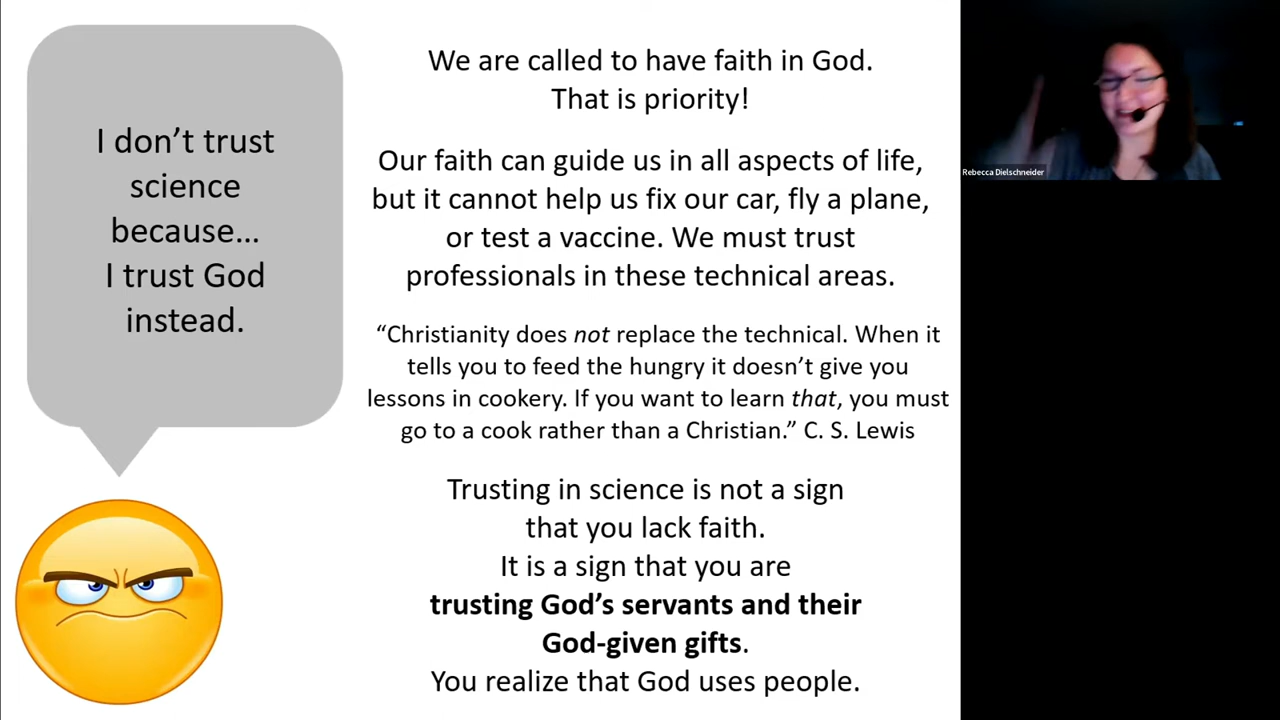 I don’t trust
science
because…
I trust God
instead.
We are called to have faith in God.
That is priority!
Our faith can guide us in all aspects of life,
but it cannot help us fix our car, fly a plane,
or test a vaccine. We must trust
professionals in these technical areas.
“Christianity does not replace the technical. When it
tells you to feed the hungry it doesn’t give you
lessons in cookery. If you want to learn that, you must
go to a cook rather than a Christian.” C. S. Lewis
Trusting in science is not a sign
that you lack faith.
It is a sign that you are
trusting God’s servants and their
God-given gifts.
You realize that God uses people.
Rebecca Dielschneider